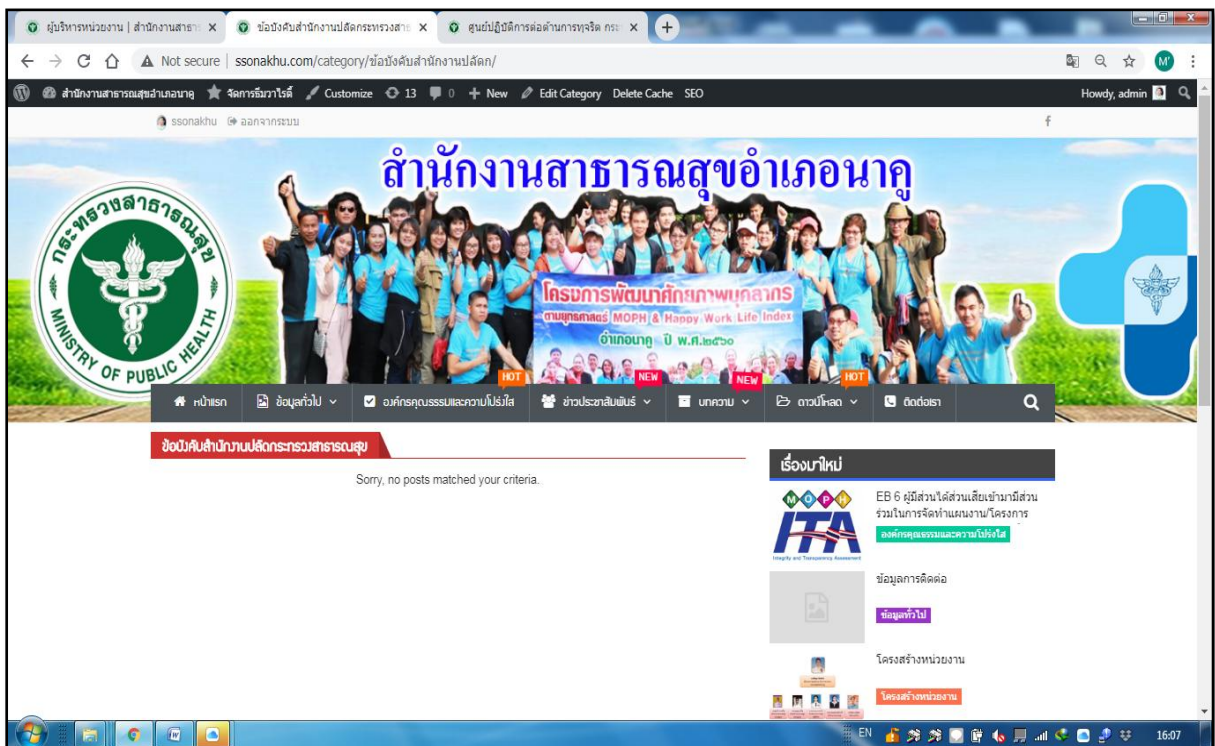 ผู้บริหารหน่วยงาน | สำนักงานสาธาร
ข้อบังคับสำนักงานปลัดกระทรวงสาธ
ศูนย์ปฏิบัติการต่อต้านการทุจริต กระ
Not secure | ssonakhu.com/category/ข้อบังคับสำนักงานปลัดก/
M'
สำนักงานสาธารณสุขอำเภอนาคู จัดการธีมวาไรตี้ Customize 13 0 New Edit Category Delete Cache SEO Howdy, admin
ssonakhu ออกจากระบบ f
สำนักงานสาธารณสุขอำเภอนาคู
กระทรวงสาธารณสุข
MINISTRY OF PUBLIC HEALTH
โครงการพัฒนาศักยภาพบุคลากร
ตามยุทธศาสตร์ MOPH & Happy Work Life Index
อำเภอนาคู ปี พ.ศ.๒๕๖๐
HOT NEW NEW HOT
หน้าแรก ข้อมูลทั่วไป องค์กรคุณธรรมและความโปร่งใส ข่าวประชาสัมพันธ์ บทความ ดาวน์โหลด ติดต่อเรา
ข้อบังคับสำนักงานปลัดกระทรวงสาธารณสุข
Sorry, no posts matched your criteria.
เรื่องมาใหม่
MOPH
ITA
Integrity and Transparency Assessment
EB 6 ผู้มีส่วนได้ส่วนเสียเข้ามามีส่วน
ร่วมในการจัดทำแผนงาน/โครงการ
องค์กรคุณธรรมและความโปร่งใส
ข้อมูลการติดต่อ
ข้อมูลทั่วไป
โครงสร้างหน่วยงาน
โครงสร้างหน่วยงาน
EN 16:07